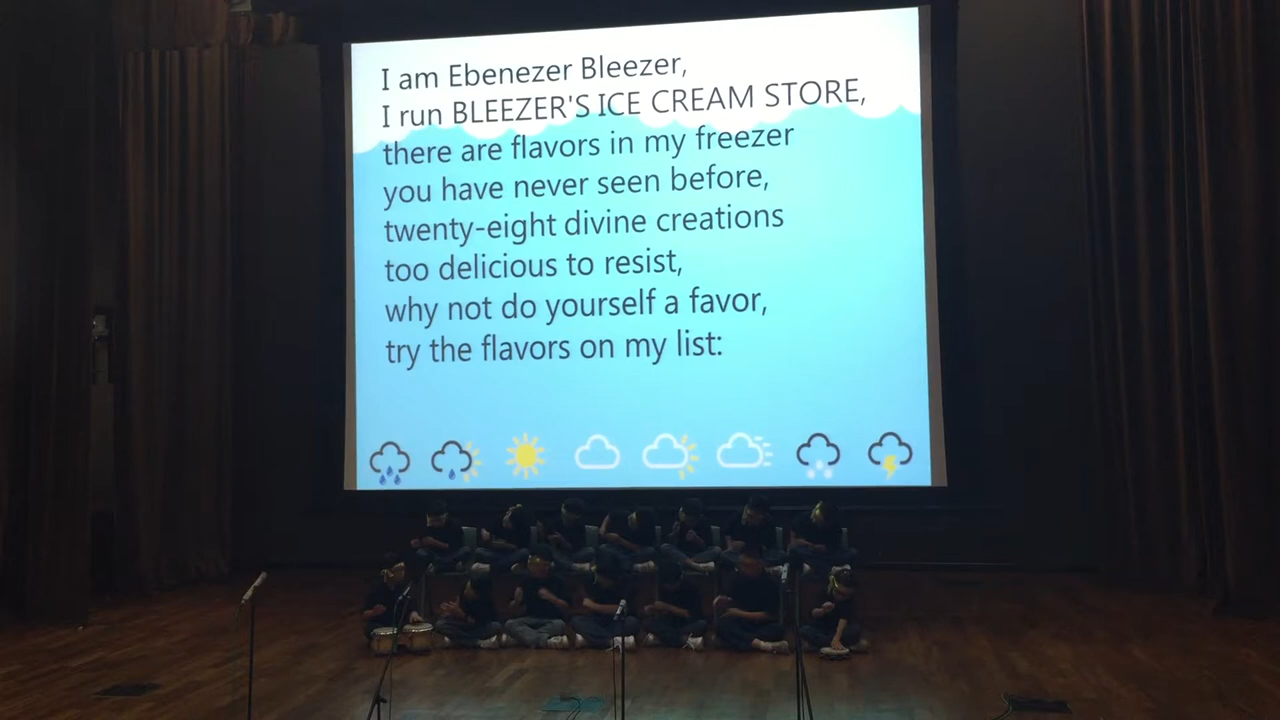 I am Ebenezer Bleezer,
I run BLEEZER'S ICE CREAM STORE,
there are flavors in my freezer
you have never seen before,
twenty-eight divine creations
too delicious to resist,
why not do yourself a favor,
try the flavors on my list: